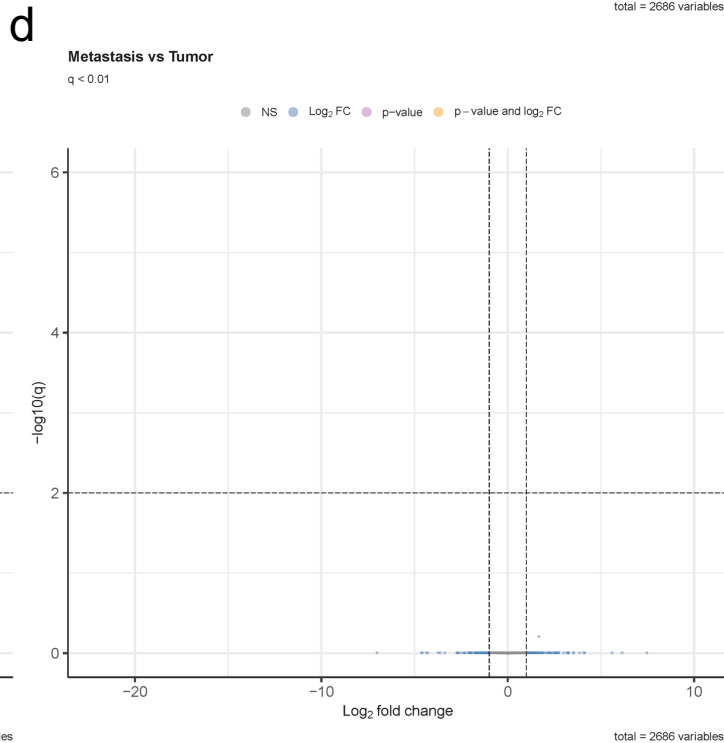 total = 2686 variables
d
Metastasis vs Tumor
q < 0.01
NS Log₂ FC p−value p−value and log₂ FC
6
4
−log10(q)
2
0
−20 −10 0 10
Log₂ fold change
les total = 2686 variables